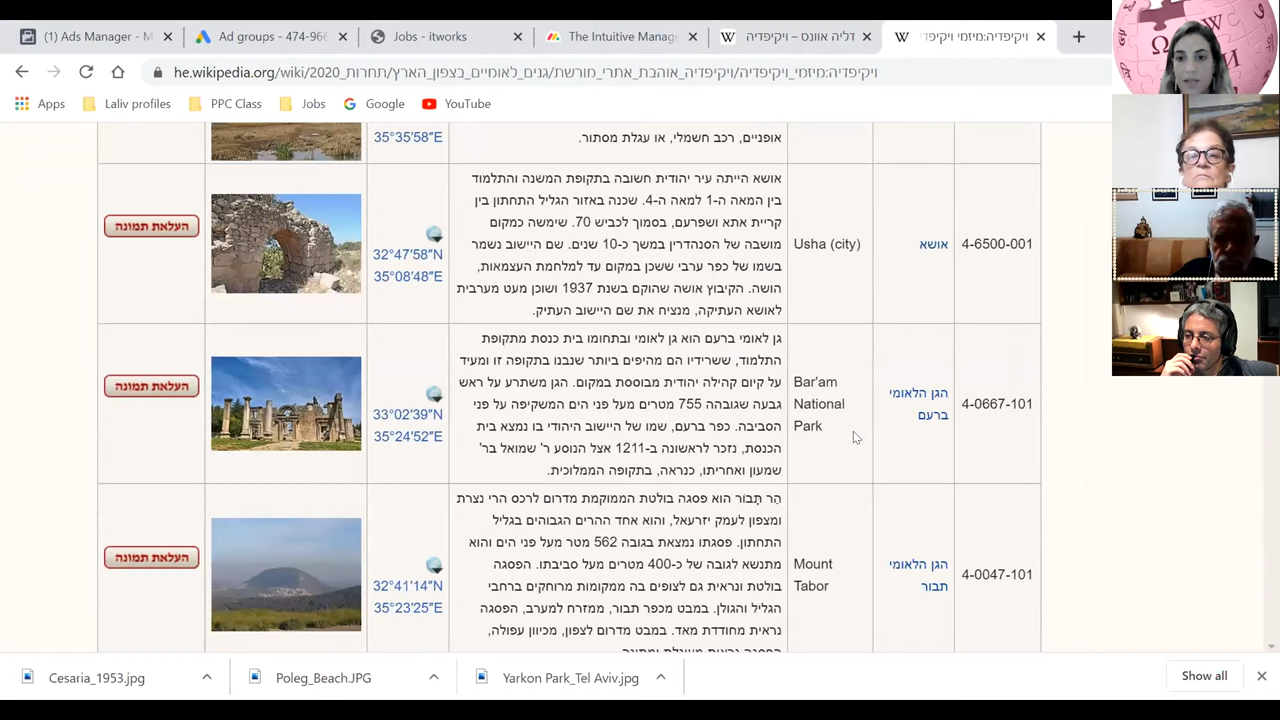 (1) Ads Manager - M
Ad groups - 474-966
Jobs - itworks
The Intuitive Manag
דליה אוונס – ויקיפדיה
ויקיפדיה:מיזמי ויקיפדי
he.wikipedia.org/wiki/ויקיפדיה:מיזמי_ויקיפדיה/ויקיפדיה_אוהבת_אתרי_מורשת/גנים_לאומיים_בצפון_הארץ/תחרות_2020
Apps
Laliv profiles
PPC Class
Jobs
Google
YouTube
אופניים, רכב חשמלי, או עגלת מסתור.
35°35′58″E
4-6500-001
אושא
Usha (city)
אושא הייתה עיר יהודית חשובה בתקופת המשנה והתלמוד
בין המאה ה-1 למאה ה-4. שכנה באזור הגליל התחתון בין
קריית אתא ושפרעם, בסמוך לכביש 70. שימשה כמקום
מושבה של הסנהדרין במשך כ-10 שנים. שם היישוב נשמר
בשמו של כפר ערבי ששכן במקום עד למלחמת העצמאות,
הושה. הקיבוץ אושה שהוקם בשנת 1937 ושוכן מעט מערבית
לאושא העתיקה, מנציח את שם היישוב העתיק.
32°47′58″N
35°08′48″E
העלאת תמונה
4-0667-101
הגן הלאומי
ברעם
Bar'am
National
Park
גן לאומי ברעם הוא גן לאומי ובתחומו בית כנסת מתקופת
התלמוד, ששרידיו הם מהיפים ביותר שנבנו בתקופה זו ומעיד
על קיום קהילה יהודית מבוססת במקום. הגן משתרע על ראש
גבעה שגובהה 755 מטרים מעל פני הים המשקיפה על פני
הסביבה. כפר ברעם, שמו של היישוב היהודי בו נמצא בית
הכנסת, נזכר לראשונה ב-1211 אצל הנוסע ר' שמואל בר'
שמעון ואחריתו, כנראה, בתקופה הממלוכית.
33°02′39″N
35°24′52″E
העלאת תמונה
4-0047-101
הגן הלאומי
תבור
Mount
Tabor
הַר תָּבוֹר הוא פסגה בולטת הממוקמת מדרום לרכס הרי נצרת
ומצפון לעמק יזרעאל, והוא אחד ההרים הגבוהים בגליל
התחתון. פסגתו נמצאת בגובה 562 מטר מעל פני הים והוא
מתנשא לגובה של כ-400 מטרים מעל סביבתו. הפסגה
בולטת ונראית גם לצופים בה ממקומות מרוחקים ברחבי
הגליל והגולן. במבט מכפר תבור, ממזרח למערב, הפסגה
נראית מחודדת מאד. במבט מדרום לצפון, מכיוון עפולה,
32°41′14″N
35°23′25″E
העלאת תמונה
Cesaria_1953.jpg
Poleg_Beach.JPG
Yarkon Park_Tel Aviv.jpg
Show all